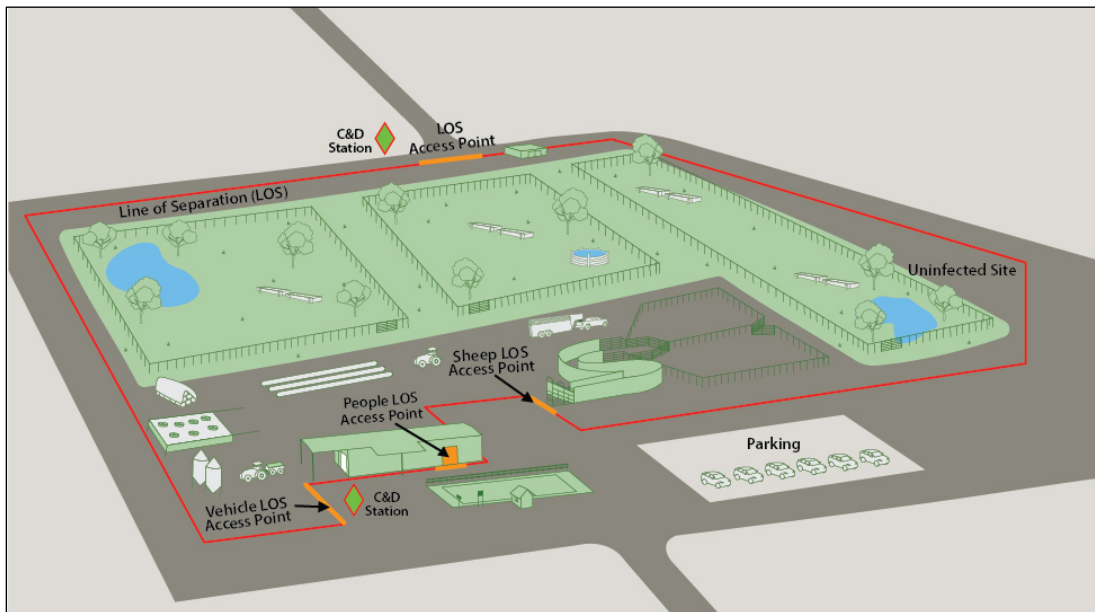 C&D
Station
LOS
Access Point
Line of Separation (LOS)
Uninfected Site
Sheep LOS
Access Point
People LOS
Access Point
Parking
Vehicle LOS
Access Point
C&D
Station